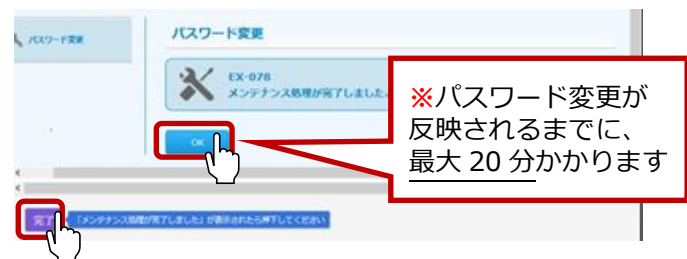 パスワード変更
パスワード変更
EX-078
メンテナンス処理が完了しました。
OK
※パスワード変更が
反映されるまでに、
最大 20 分かかります
完了
「メンテナンス処理が完了しました」が表示されたら押下してください